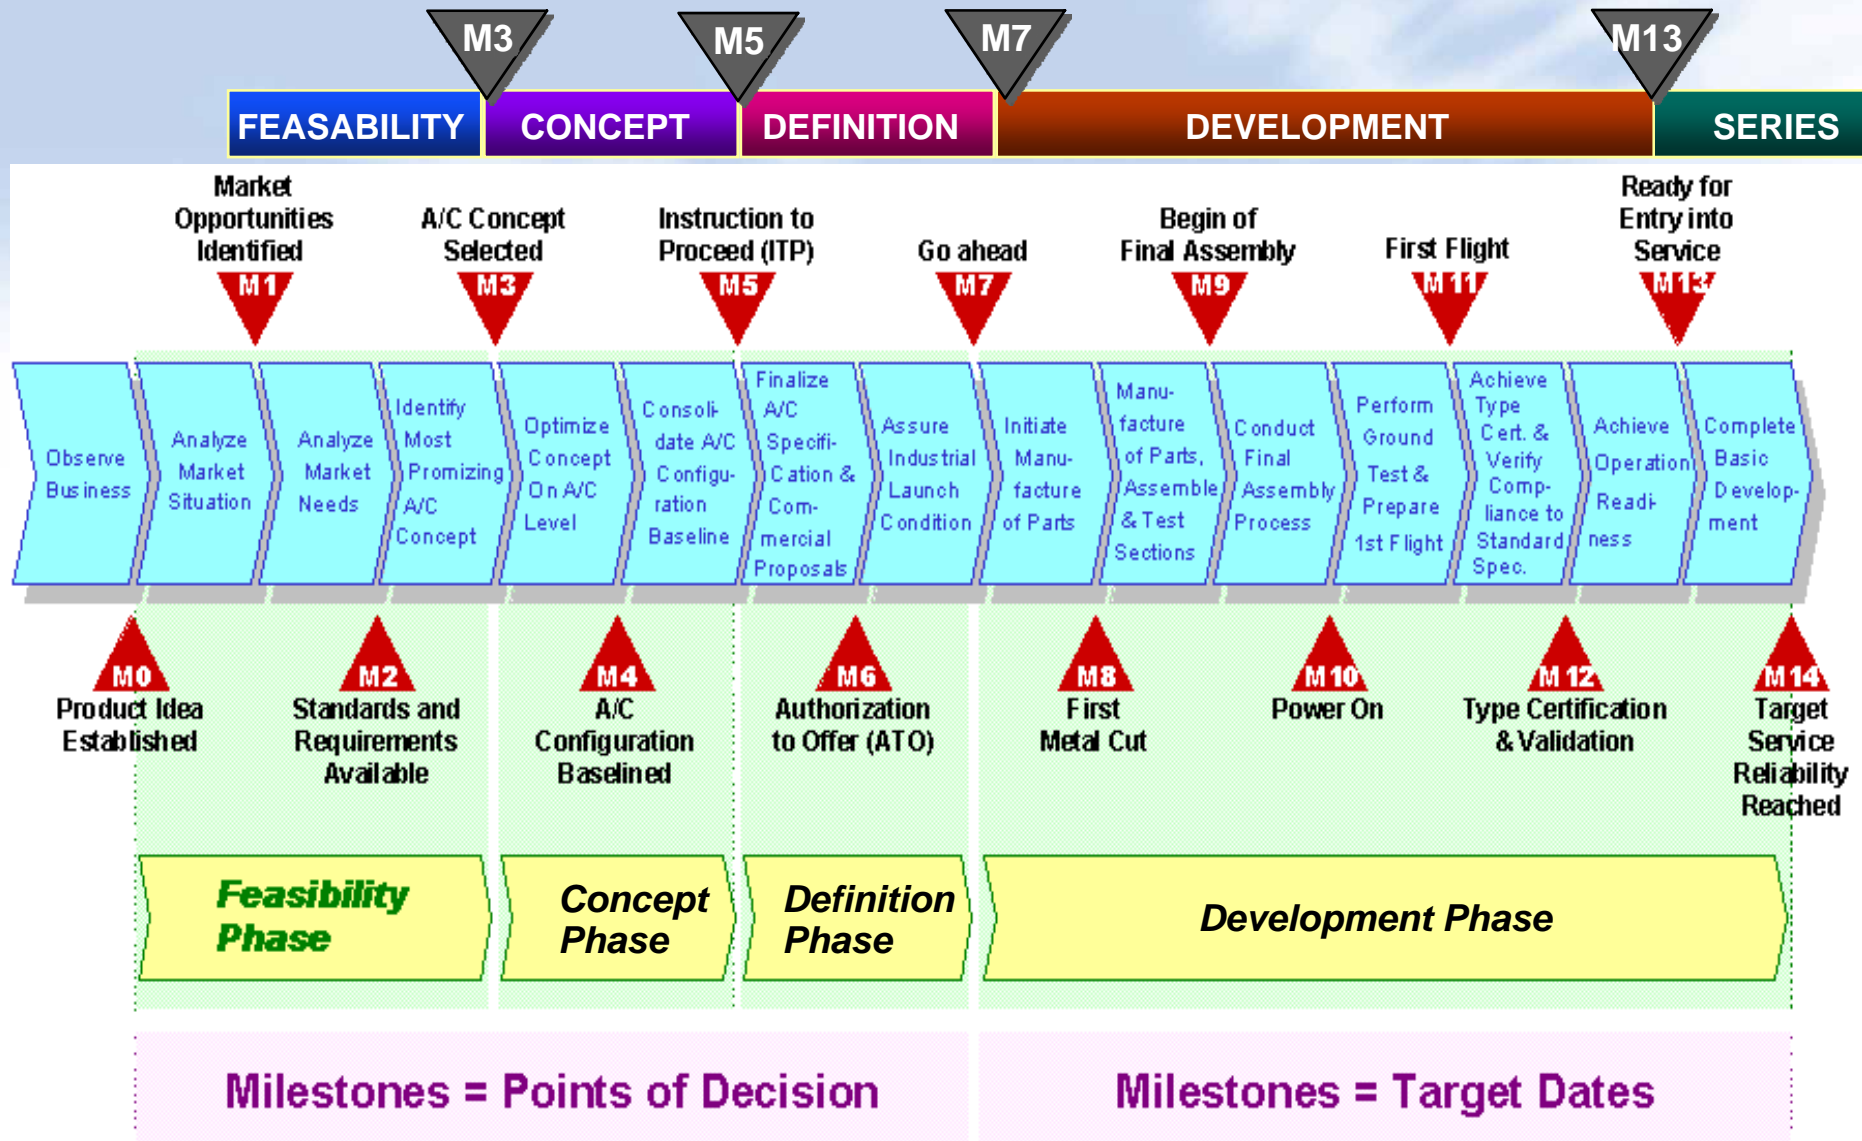 M3
M5
M7
M13
FEASABILITY
CONCEPT
DEFINITION
DEVELOPMENT
SERIES
Market
Opportunities
Identified
M1
A/C Concept
Selected
M3
Instruction to
Proceed (ITP)
M5
Go ahead
M7
Begin of
Final Assembly
M9
First Flight
M11
Ready for
Entry into
Service
M13
Observe
Business
Analyze
Market
Situation
Analyze
Market
Needs
Identify
Most
Promizing
A/C
Concept
Optimize
Concept
On A/C
Level
Consoli-
date A/C
Configu-
ration
Baseline
Finalize
A/C
Specifi-
Cation &
Com-
mercial
Proposals
Assure
Industrial
Launch
Condition
Initiate
Manu-
facture
of Parts
Manu-
facture
of Parts,
Assemble
& Test
Sections
Conduct
Final
Assembly
Process
Perform
Ground
Test &
Prepare
1st Flight
Achieve
Type
Cert. &
Verify
Comp-
liance to
Standard
Spec.
Achieve
Operation
Readi-
ness
Complete
Basic
Develop-
ment
M0
Product Idea
Established
M2
Standards and
Requirements
Available
M4
A/C
Configuration
Baselined
M6
Authorization
to Offer (ATO)
M8
First
Metal Cut
M10
Power On
M12
Type Certification
& Validation
M14
Target
Service
Reliability
Reached
Feasibility
Phase
Concept
Phase
Definition
Phase
Development Phase
Milestones = Points of Decision
Milestones = Target Dates